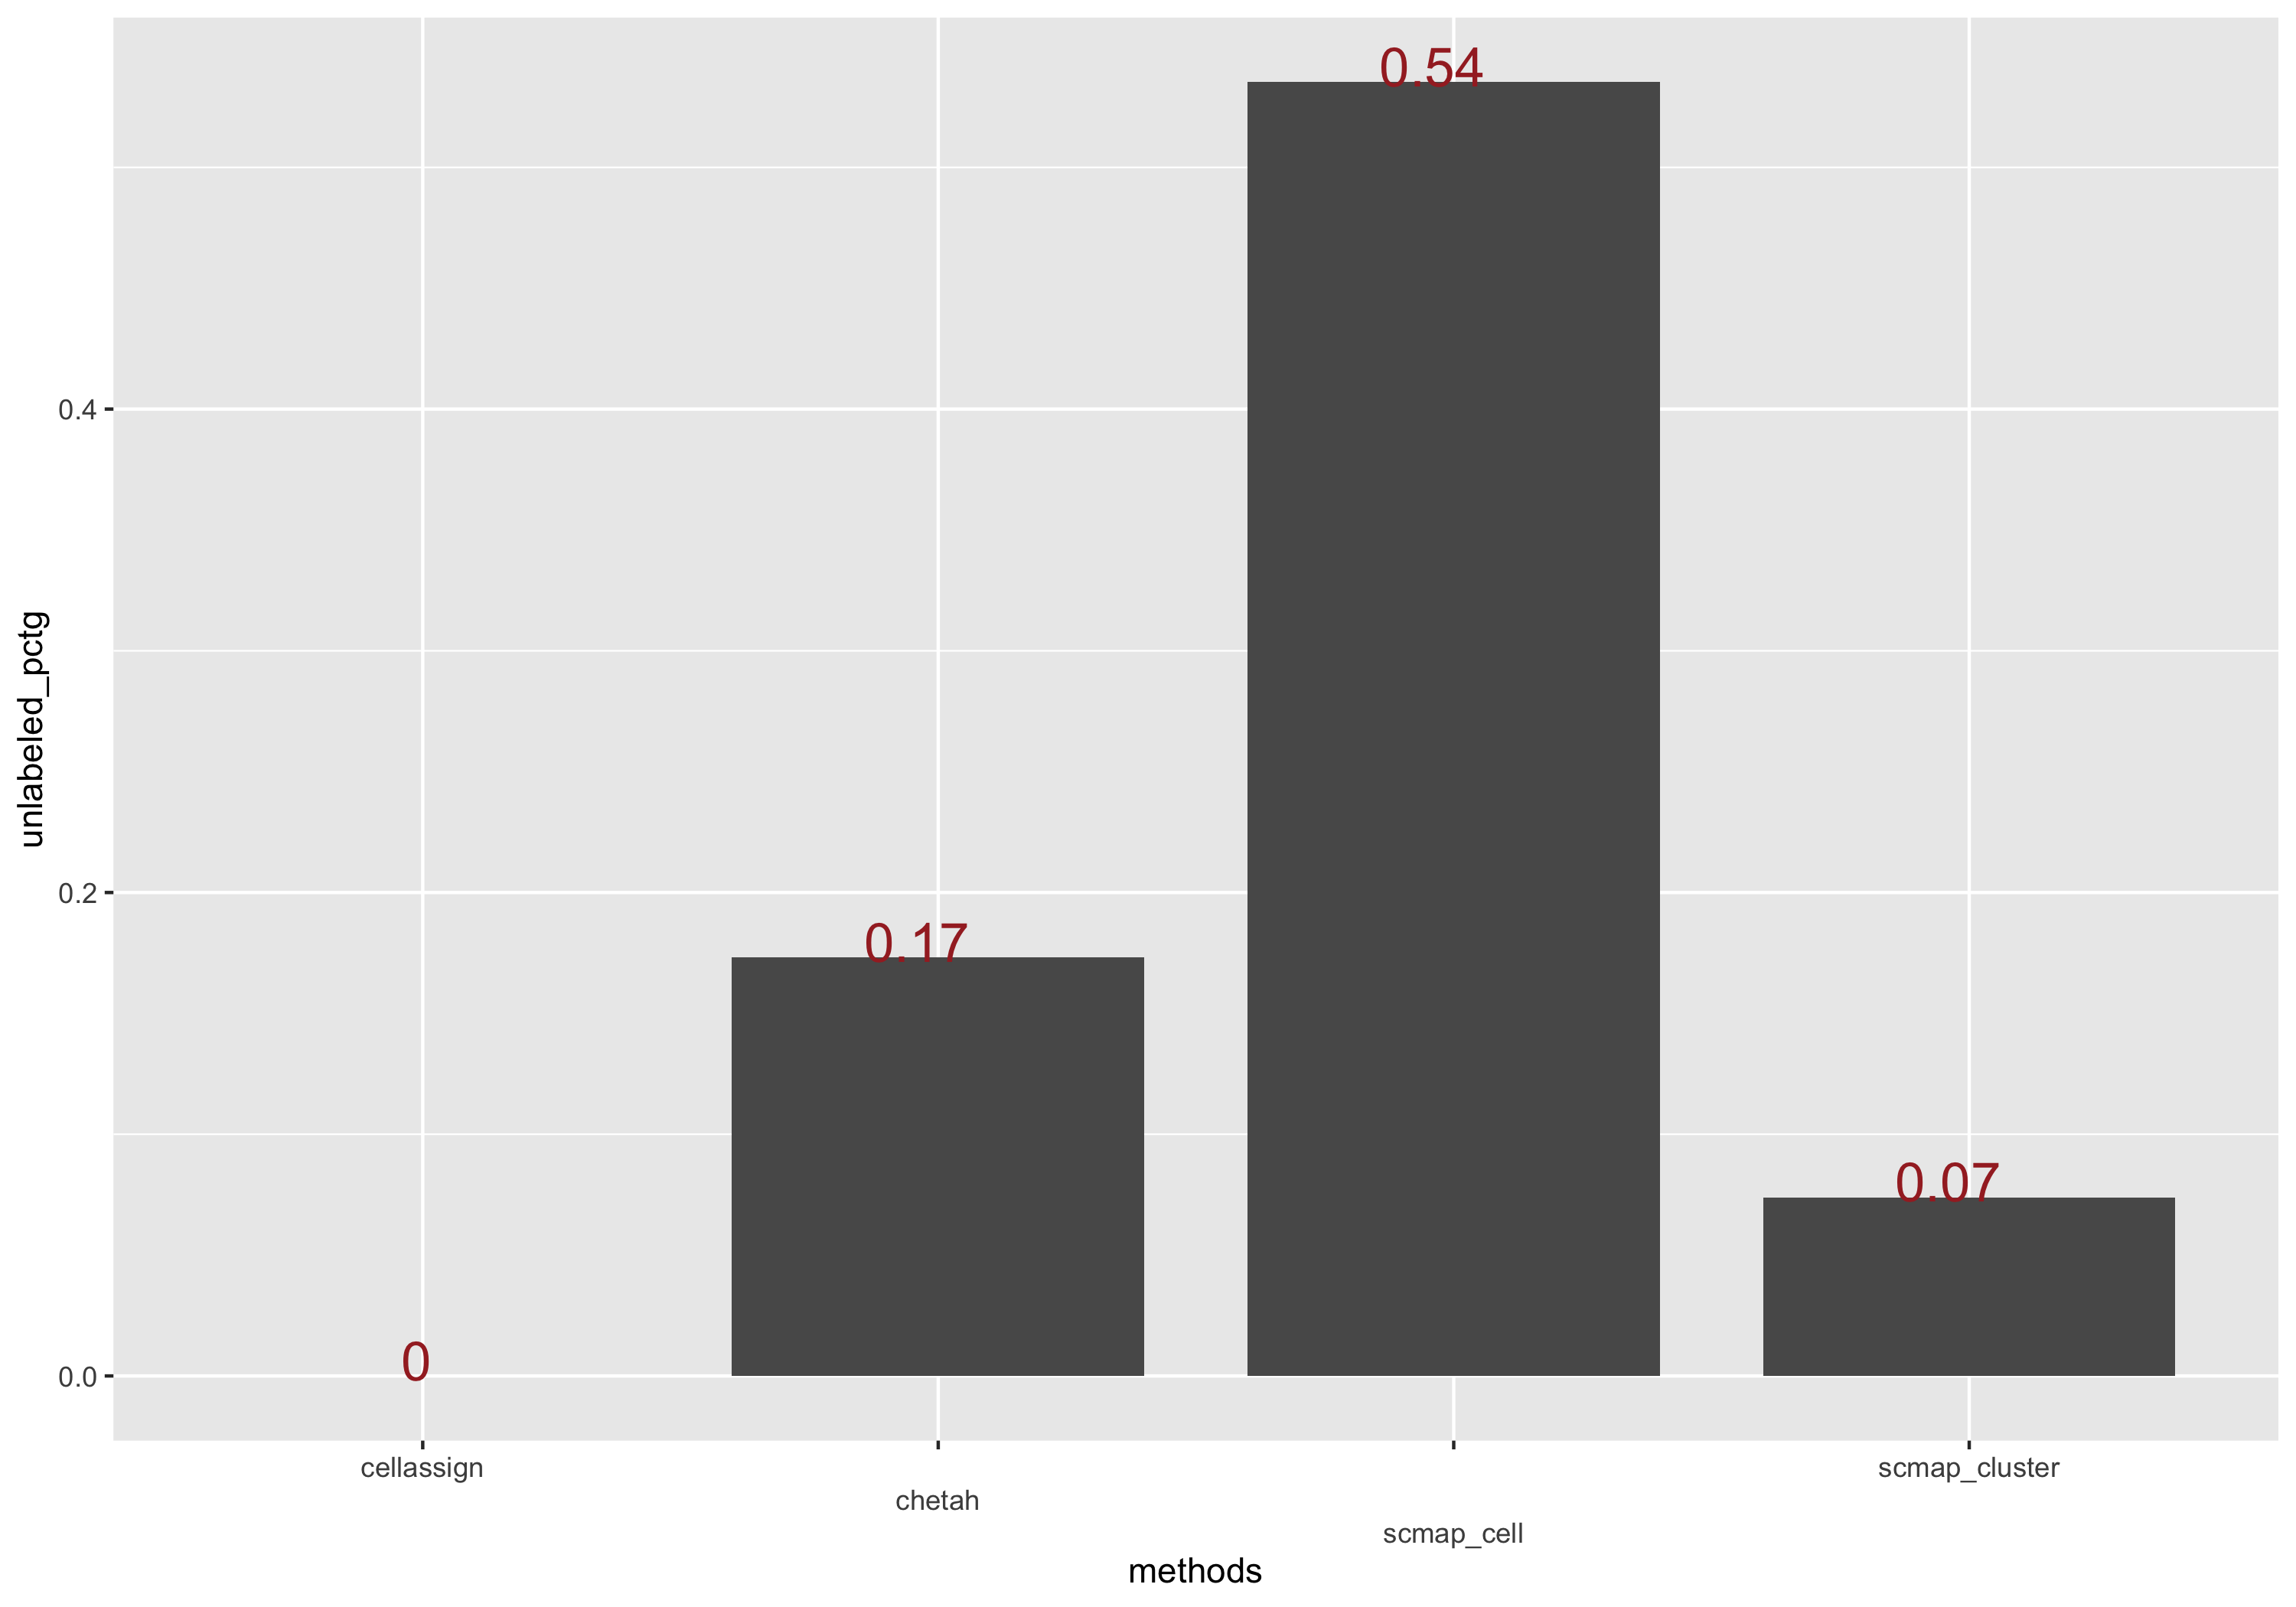 0.54
0.4
unlabeled_pctg
0.2
0.17
0.07
0
0.0
cellassign
scmap_cluster
chetah
scmap_cell
methods